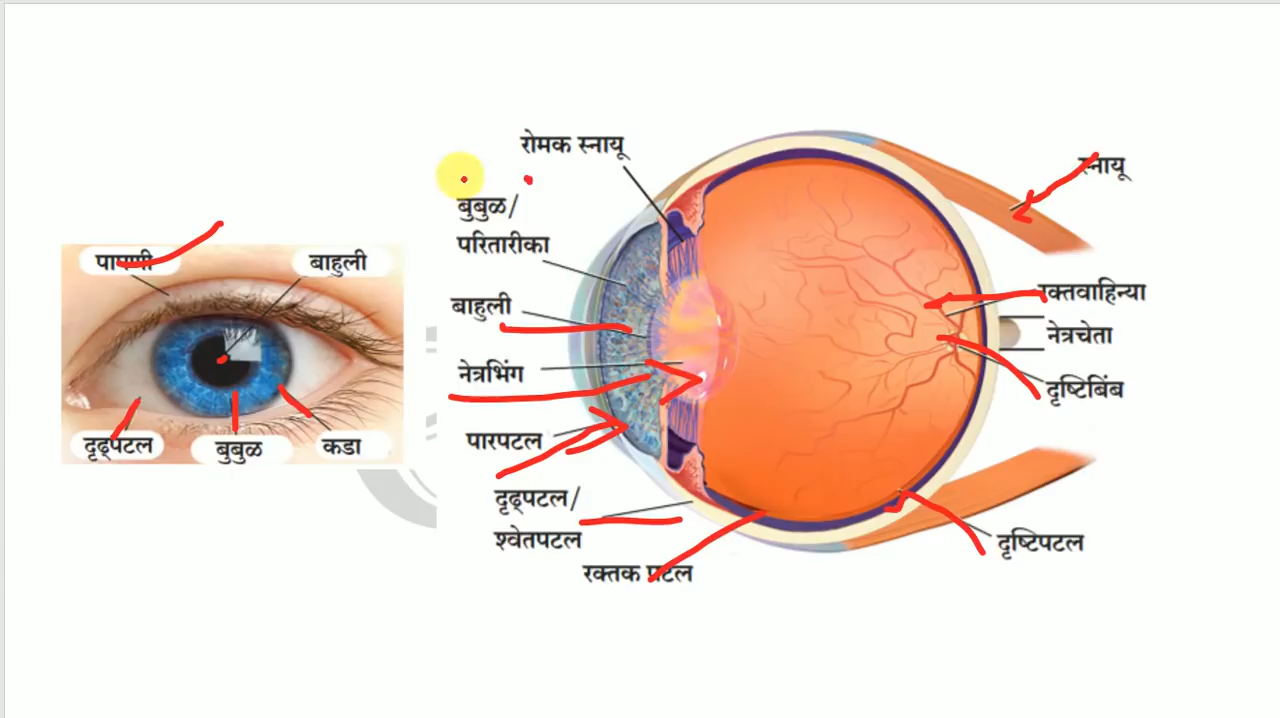 पापणी
बाहुली
दृढ्पटल
बुबुळ
कडा
रोमक स्नायू
बुबुळ/
परितारीका
बाहुली
नेत्रभिंग
पारपटल
दृढ्पटल/
श्वेतपटल
रक्तक पटल
स्नायू
रक्तवाहिन्या
नेत्रचेता
दृष्टिबिंब
दृष्टिपटल